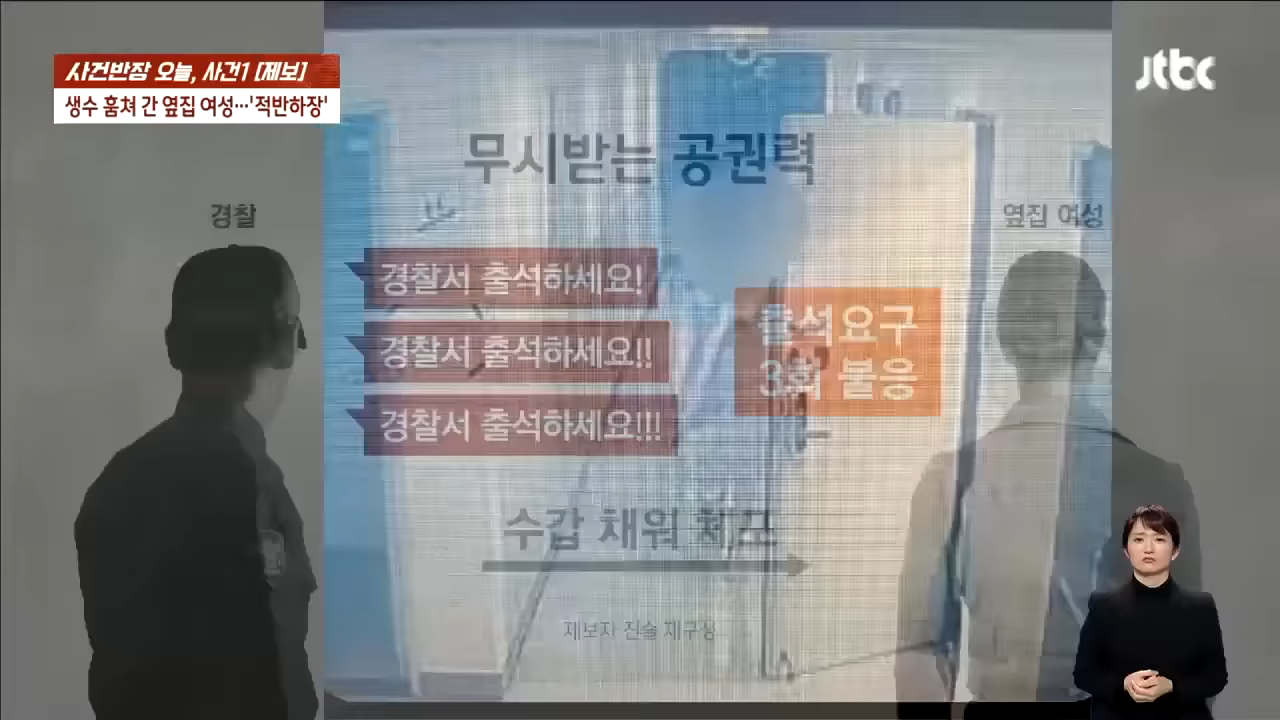 사건반장 오늘, 사건1 [제보]
생수 훔쳐 간 옆집 여성…'적반하장'
jtbc
무시받는 공권력
경찰
옆집 여성
경찰서 출석하세요!
경찰서 출석하세요!!
경찰서 출석하세요!!!
출석요구
3회 불응
수갑 채워 체포
제보자 진술 재구성